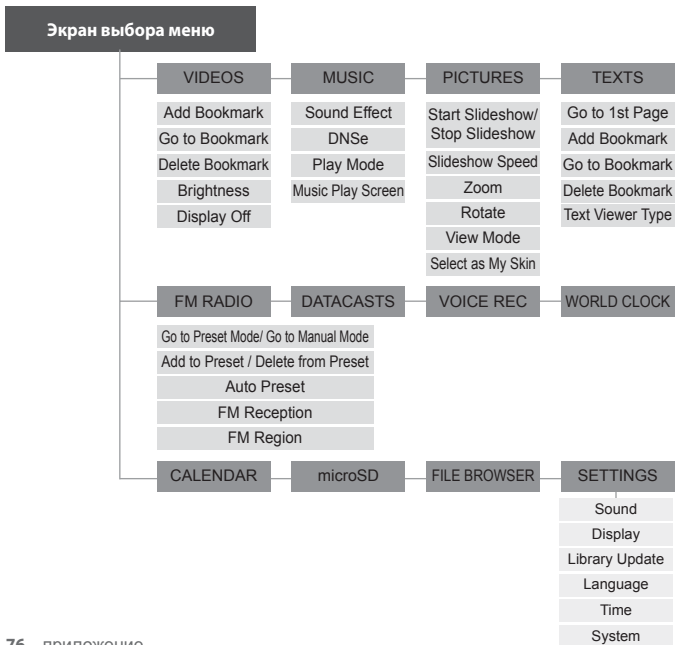 Экран выбора меню
VIDEOS
MUSIC
PICTURES
TEXTS
Add Bookmark
Go to Bookmark
Delete Bookmark
Brightness
Display Off
Sound Effect
DNSe
Play Mode
Music Play Screen
Start Slideshow/
Stop Slideshow
Slideshow Speed
Zoom
Rotate
View Mode
Select as My Skin
Go to 1st Page
Add Bookmark
Go to Bookmark
Delete Bookmark
Text Viewer Type
FM RADIO
DATACASTS
VOICE REC
WORLD CLOCK
Go to Preset Mode/ Go to Manual Mode
Add to Preset / Delete from Preset
Auto Preset
FM Reception
FM Region
CALENDAR
microSD
FILE BROWSER
SETTINGS
Sound
Display
Library Update
Language
Time
System
76 приложение